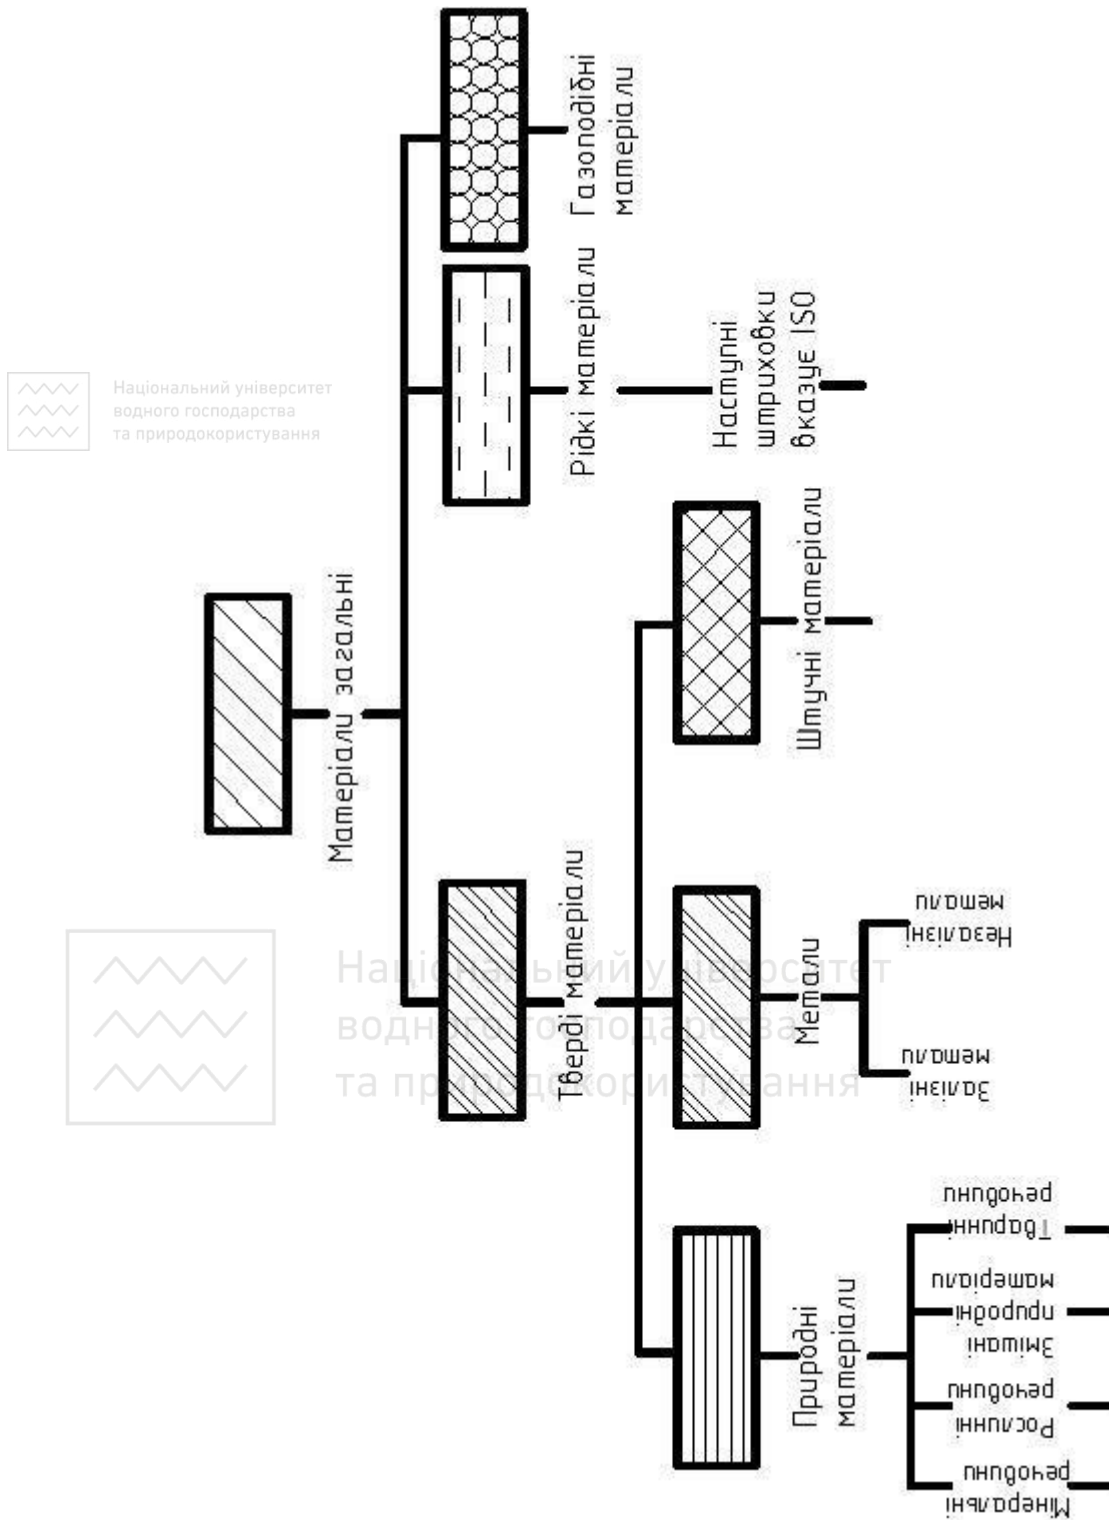 Національний університет
водного господарства
та природокористування
Матеріали загальні
Тверді матеріали
Рідкі матеріали
Газоподібні
матеріали
Природні
матеріали
Метали
Штучні матеріали
Наступні
штриховки
вказує ISO
Мінеральні
речовини
Рослинні
речовини
Змішані
природні
матеріали
Тваринні
речовини
Залізні
метали
Незалізні
метали
Національний університет
водного господарства
та природокористування